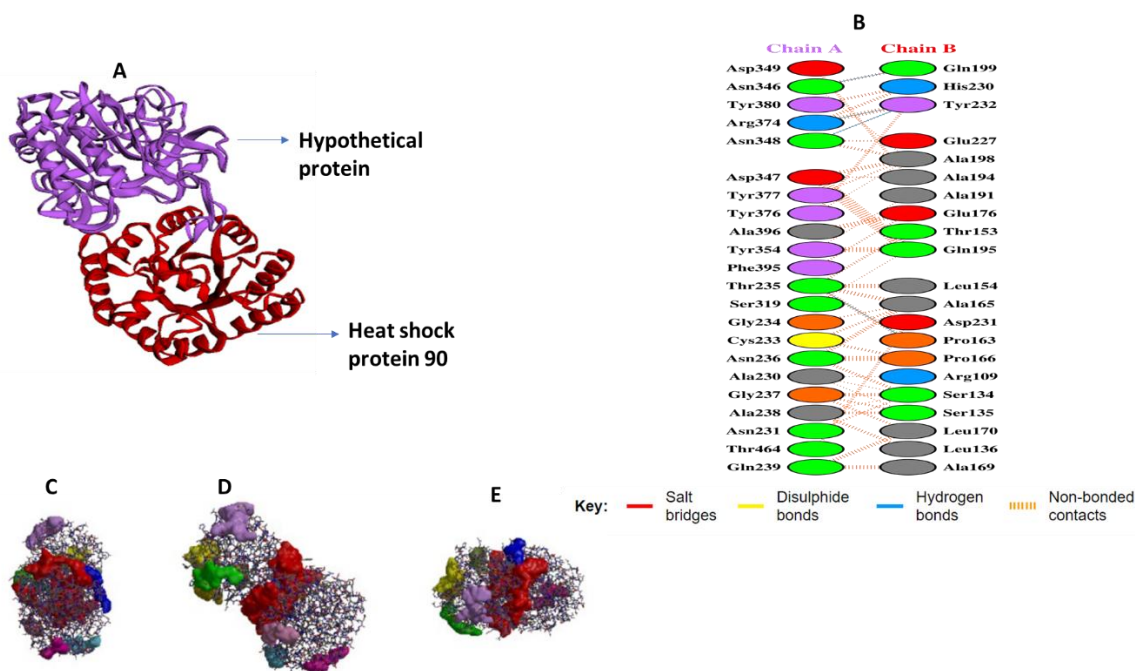 A
Hypothetical
protein
Heat shock
protein 90
B
Chain A Chain B
Asp349 Gln199
Asn346 His230
Tyr380 Tyr232
Arg374
Asn348 Glu227
Ala198
Asp347 Ala194
Tyr377 Ala191
Tyr376 Glu176
Ala396 Thr153
Tyr354 Gln195
Phe395
Thr235 Leu154
Ser319 Ala165
Gly234 Asp231
Cys233 Pro163
Asn236 Pro166
Ala230 Arg109
Gly237 Ser134
Ala238 Ser135
Asn231 Leu170
Thr464 Leu136
Gln239 Ala169
Key: Salt bridges Disulphide bonds Hydrogen bonds Non-bonded contacts
C
D
E